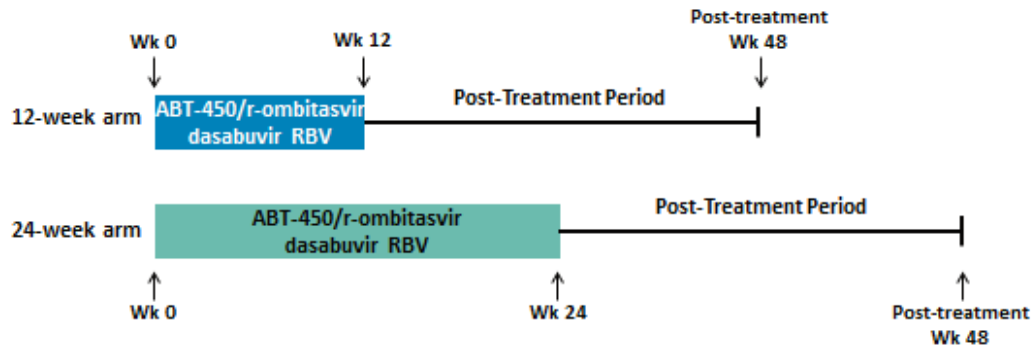 Post-treatment
Wk 0
Wk 12
Wk 48
12-week arm
ABT-450/r-ombitasvir
dasabuvir RBV
Post-Treatment Period
24-week arm
ABT-450/r-ombitasvir
dasabuvir RBV
Post-Treatment Period
Wk 0
Wk 24
Post-treatment
Wk 48